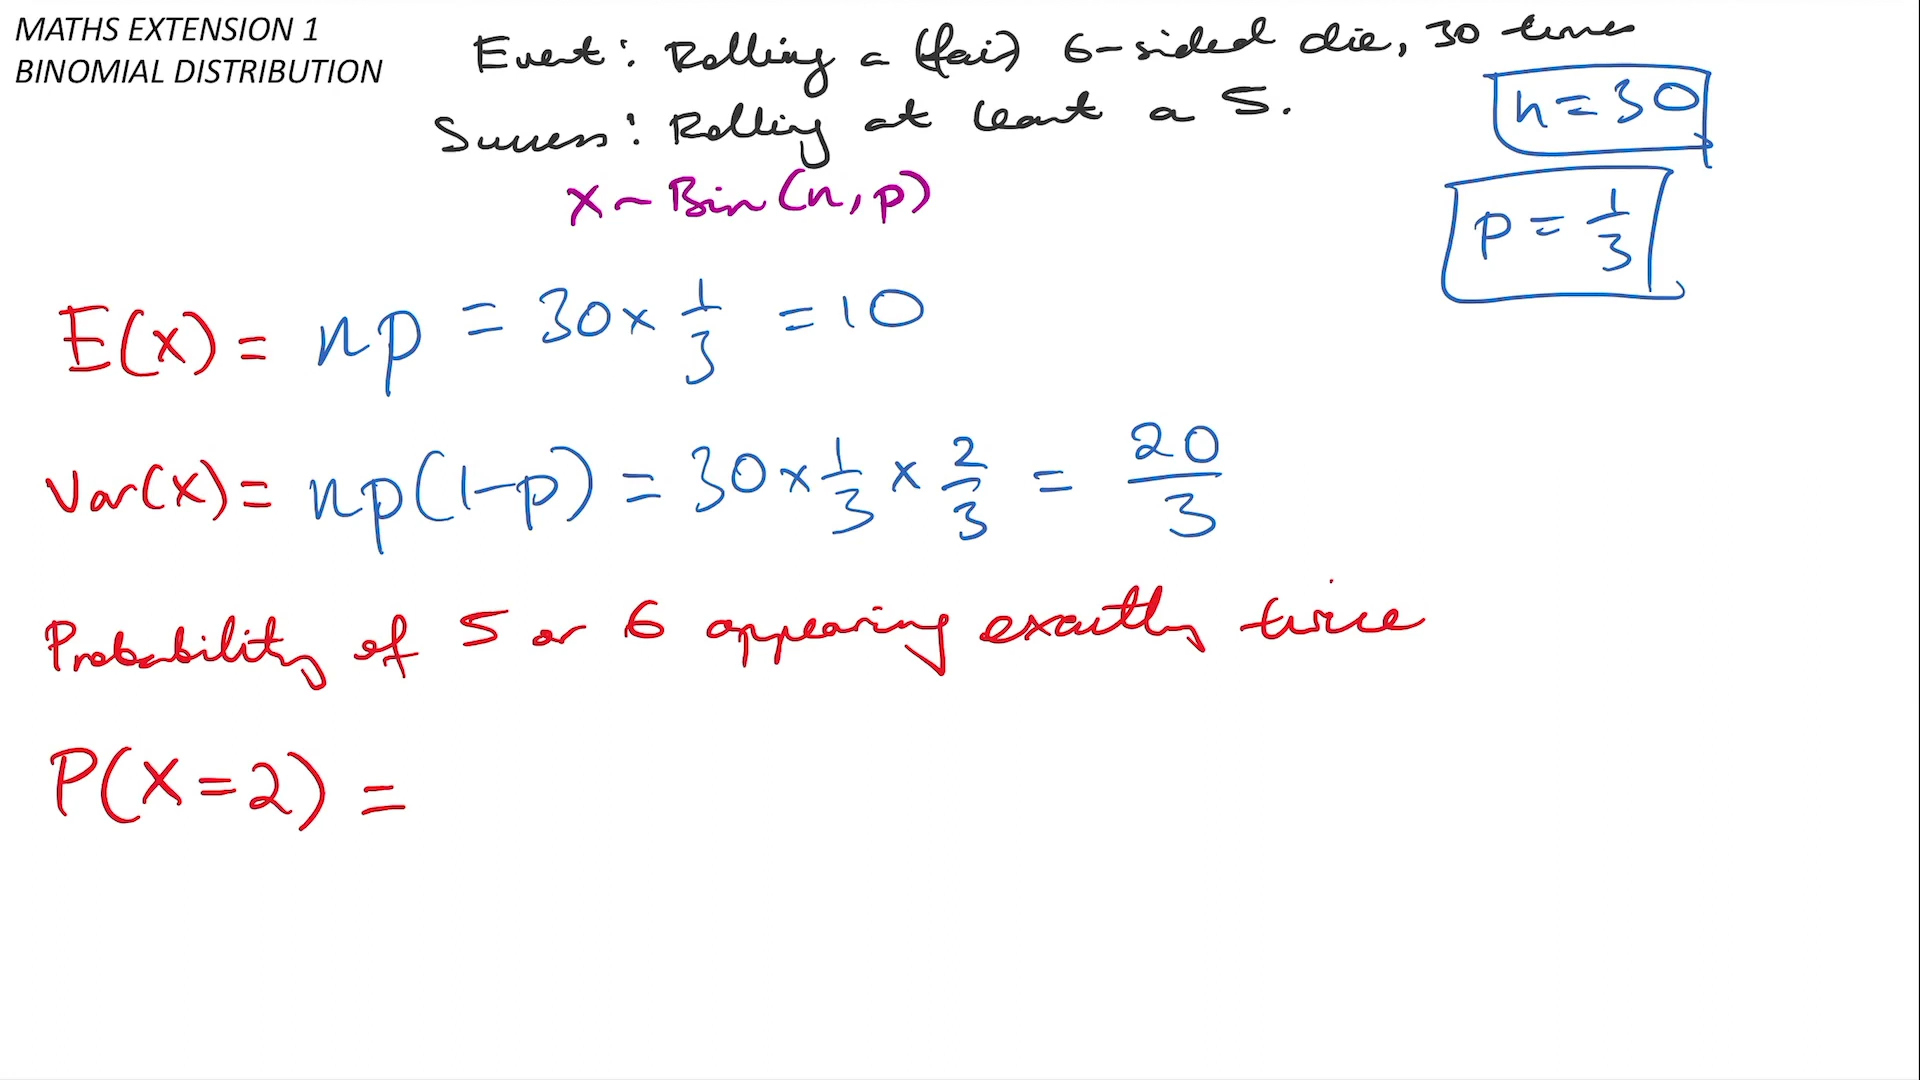 MATHS EXTENSION 1
BINOMIAL DISTRIBUTION
Event: Rolling a (fair) 6-sided die, 30 times
Success: Rolling at least a 5.
n=30
X~Bin(n,p)
p=1/3
E(X)= np = 30×1/3 =10
Var(X)= np(1-p) = 30×1/3×2/3 = 20/3
Probability of 5 or 6 appearing exactly twice
P(X=2) =